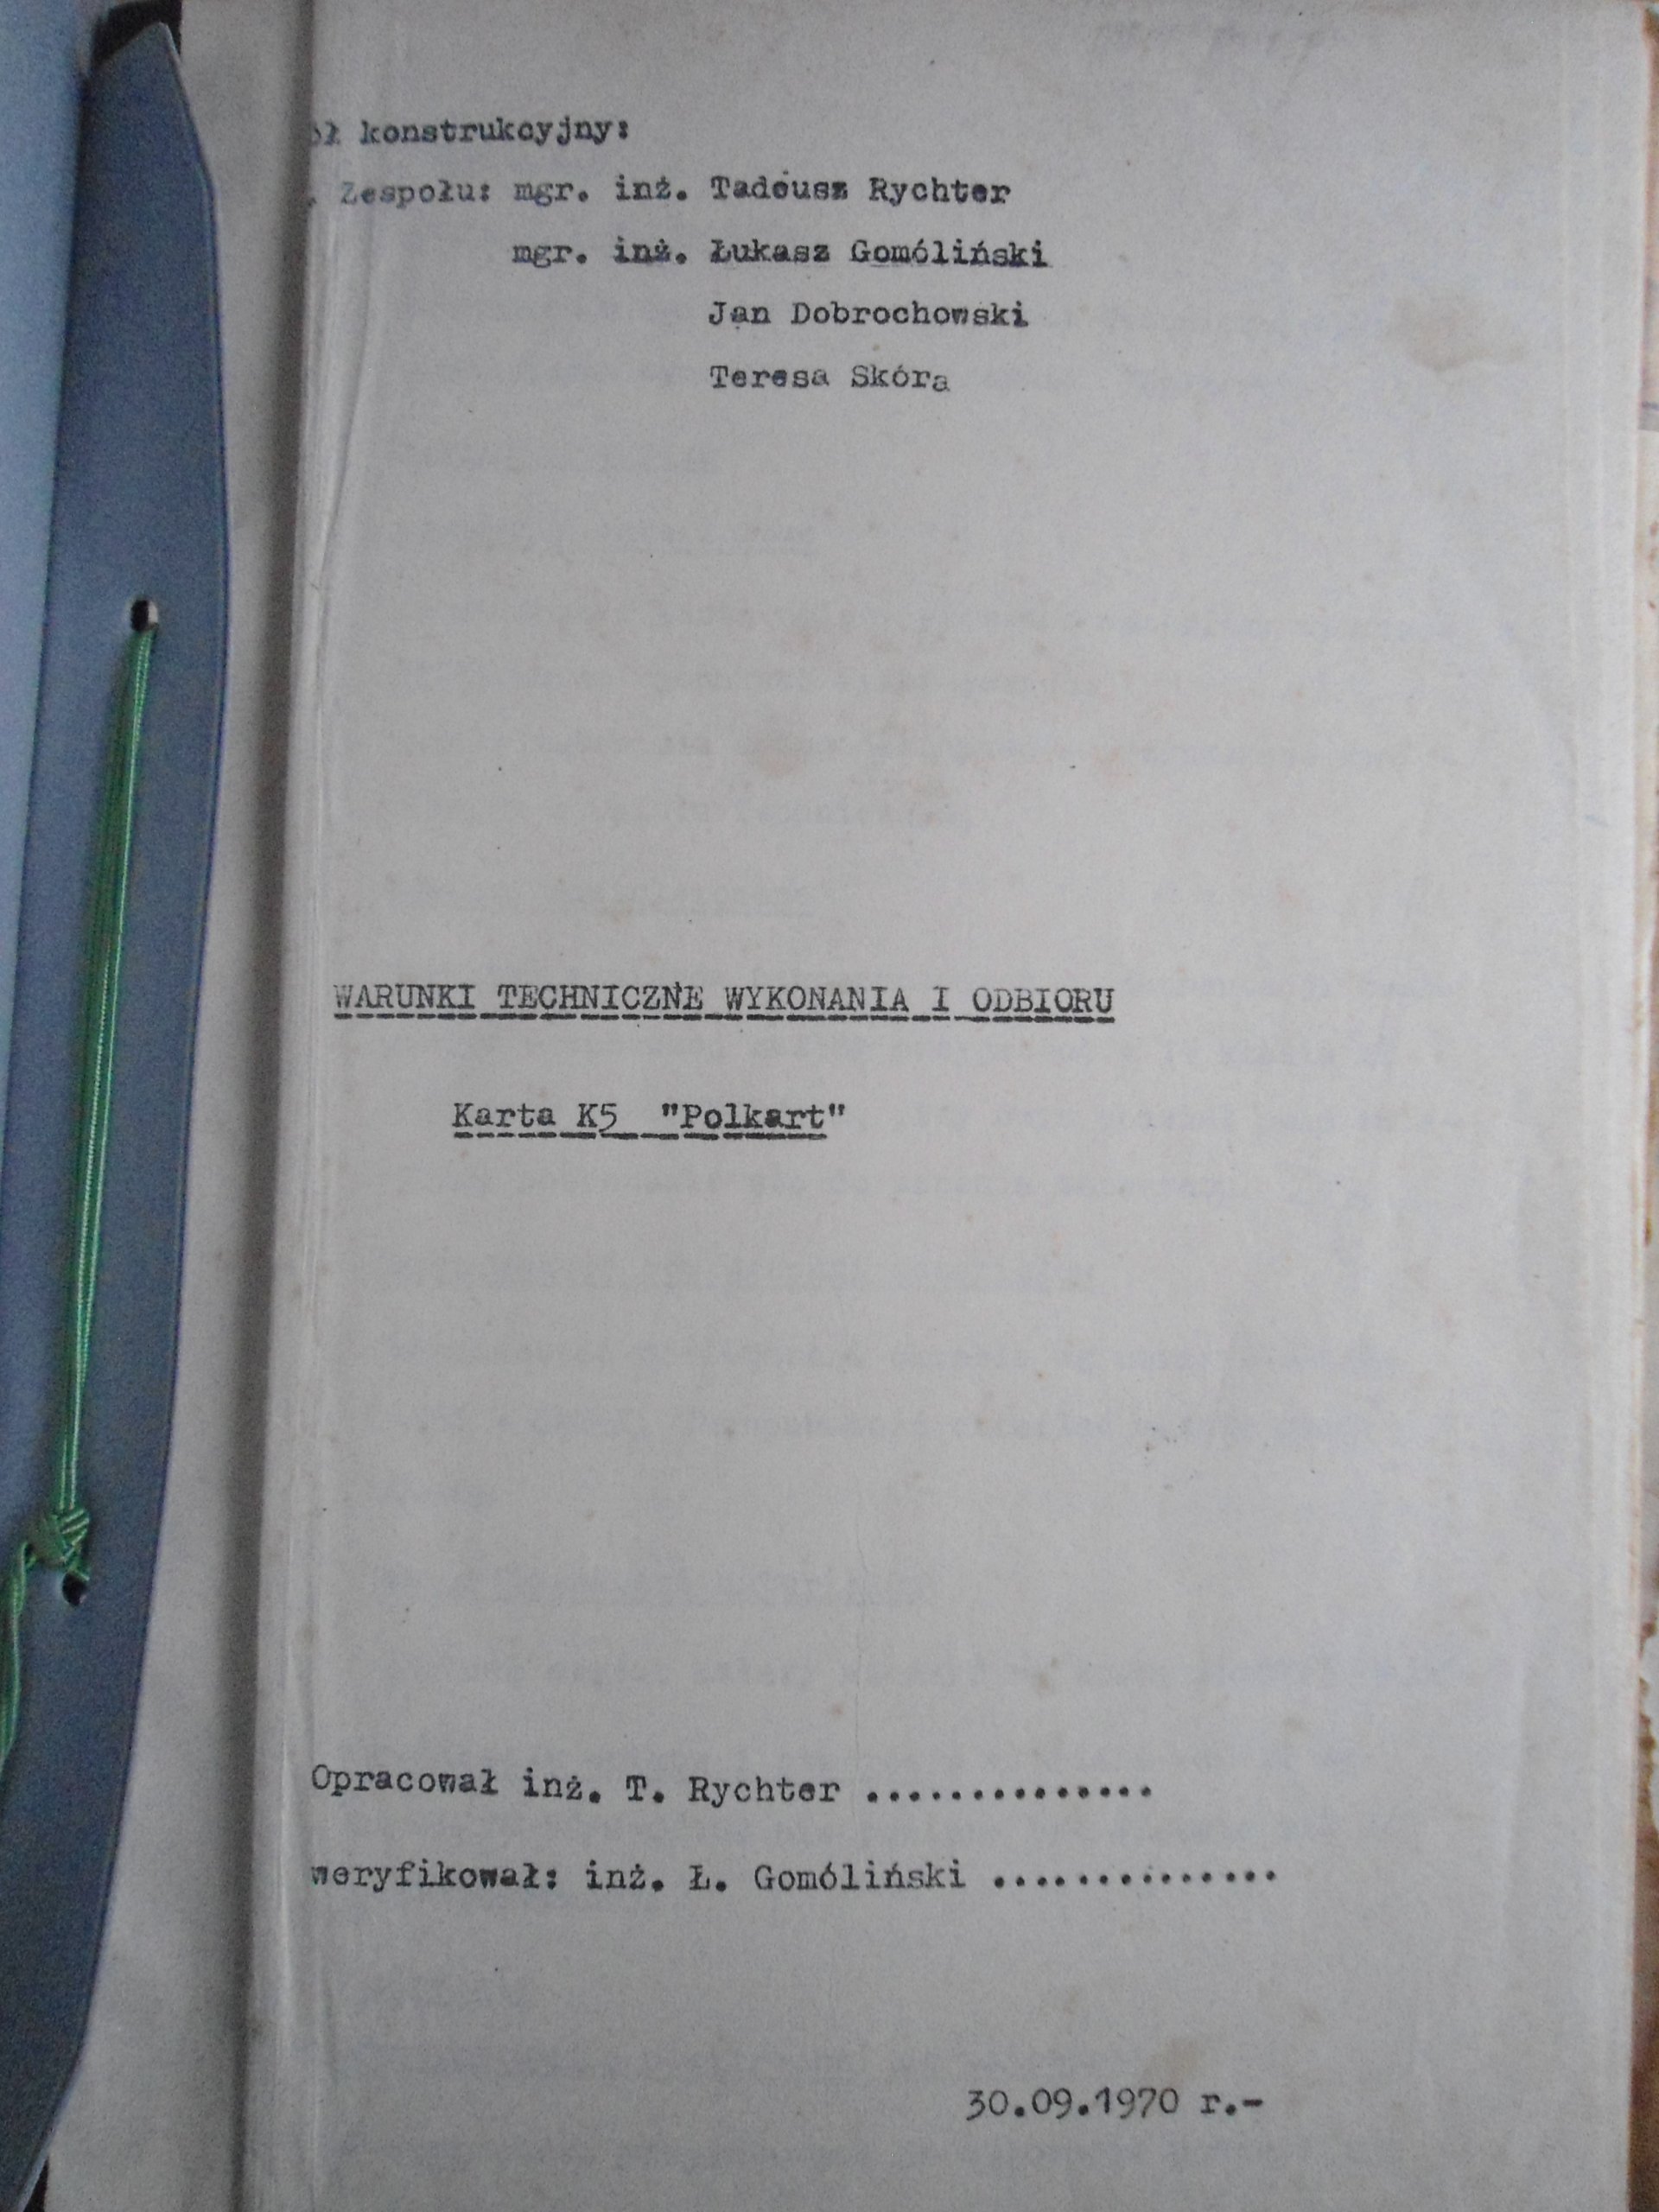 ół konstrukcyjny:
. Zespołu: mgr. inż. Tadeusz Rychter
mgr. inż. Łukasz Gomóliński
Jan Dobrochowski
Teresa Skóra
WARUNKI TECHNICZNE WYKONANIA I ODBIORU
Karta K5 "Polkart"
Opracował inż. T. Rychter ..............
weryfikował: inż. Ł. Gomóliński ..............
30.09.1970 r.-